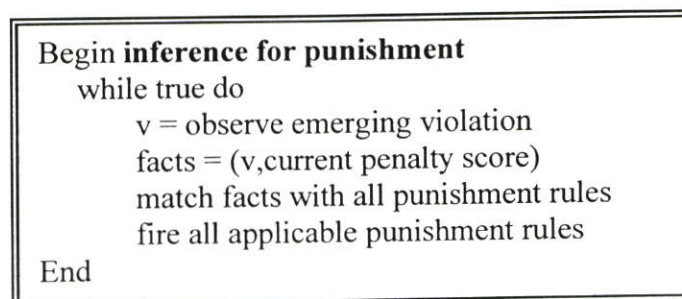 Begin inference for punishment
while true do
v = observe emerging violation
facts = (v,current penalty score)
match facts with all punishment rules
fire all applicable punishment rules
End